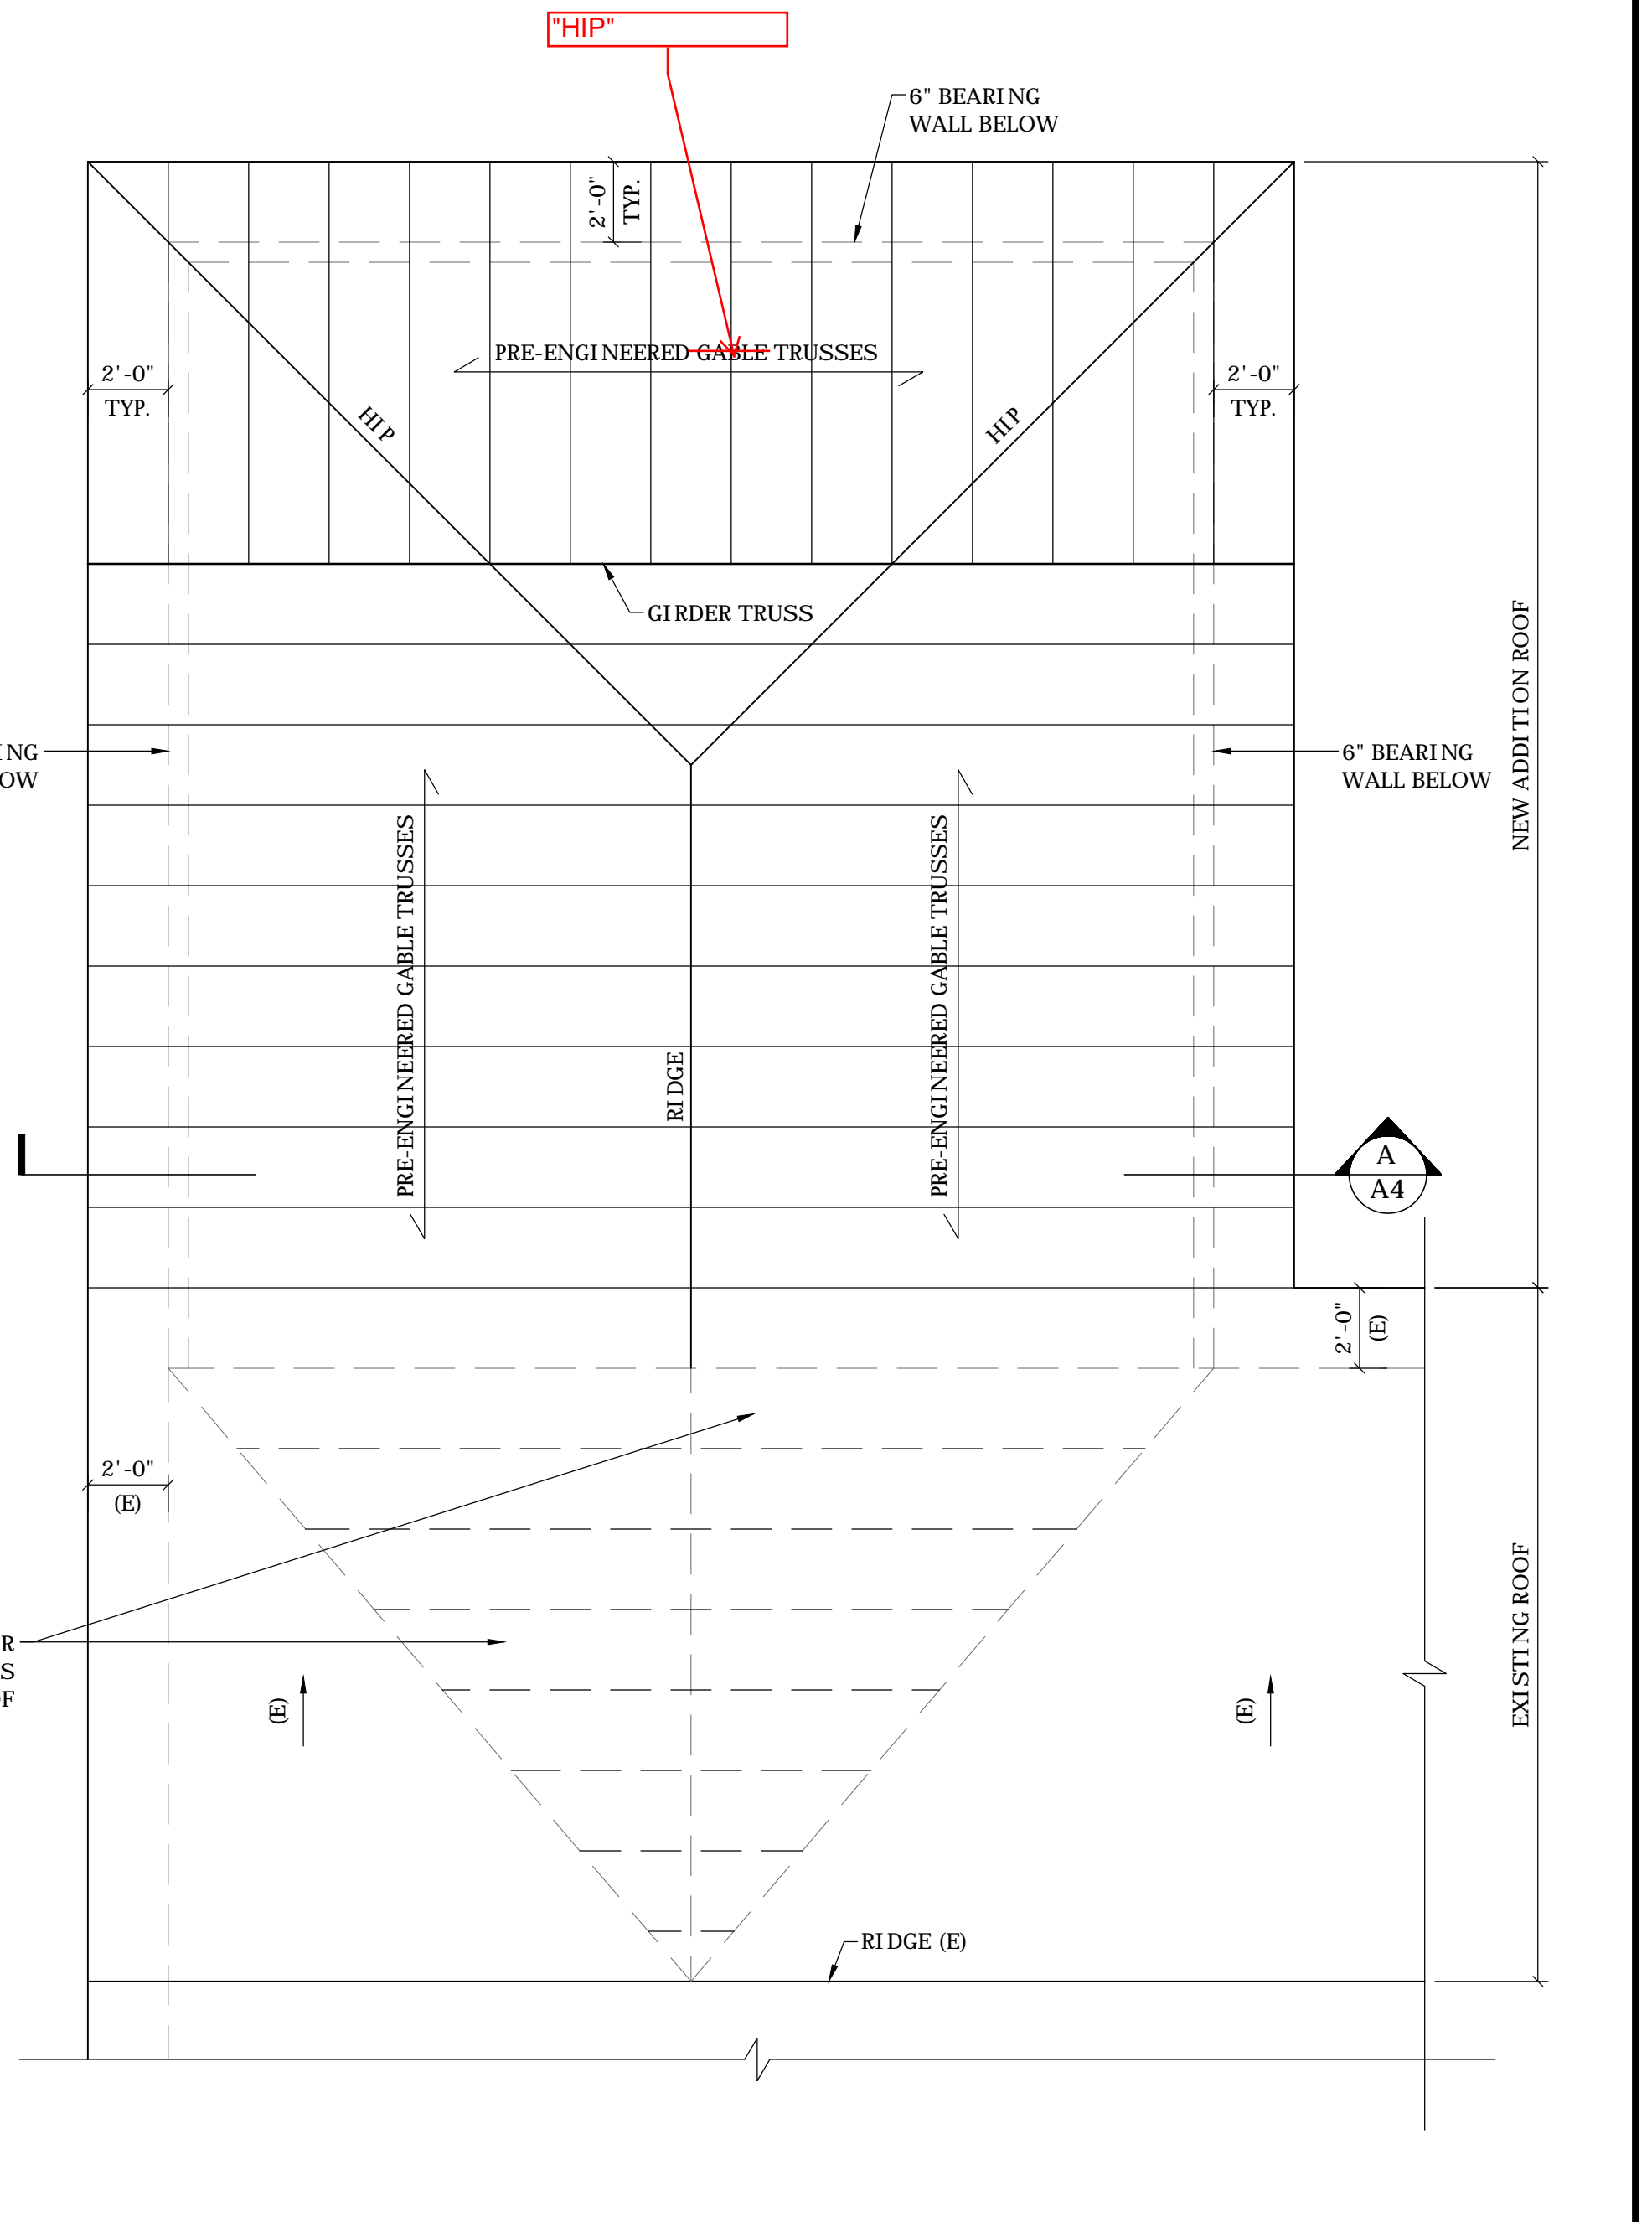 "HIP"
6" BEARING
WALL BELOW
2'-0"
TYP.
PRE-ENGINEERED GABLE TRUSSES
2'-0"
TYP.
2'-0"
TYP.
HIP
HIP
GIRDER TRUSS
NEW ADDITION ROOF
ING
OW
6" BEARING
WALL BELOW
PRE-ENGINEERED GABLE TRUSSES
PRE-ENGINEERED GABLE TRUSSES
RIDGE
A
A4
2'-0"
(E)
2'-0"
(E)
R
S
F
(E)
(E)
EXISTING ROOF
RIDGE (E)